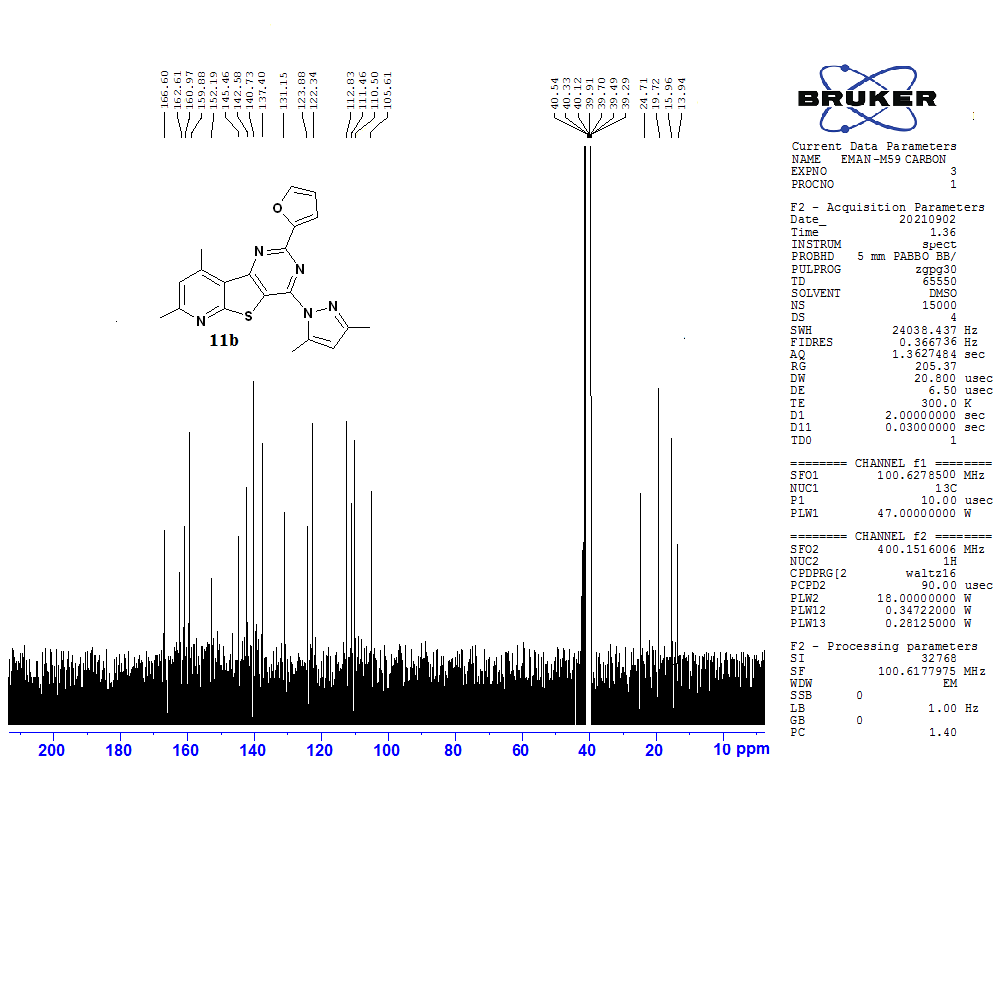 166.60
162.61
160.97
159.88
152.19
145.46
142.58
140.73
137.40
131.15
123.88
122.34
112.83
111.46
110.50
105.61
40.54
40.33
40.12
39.91
39.70
39.49
39.29
24.71
19.72
15.96
13.94
BRUKER
O
N
N
N
S
N
N
11b
Current Data Parameters
NAME EMAN-M59 CARBON
EXPNO 3
PROCNO 1
F2 - Acquisition Parameters
Date_ 20210902
Time 1.36
INSTRUM spect
PROBHD 5 mm PABBO BB/
PULPROG zgpg30
TD 65550
SOLVENT DMSO
NS 15000
DS 4
SWH 24038.437 Hz
FIDRES 0.366736 Hz
AQ 1.3627484 sec
RG 205.37
DW 20.800 usec
DE 6.50 usec
TE 300.0 K
D1 2.00000000 sec
D11 0.03000000 sec
TD0 1
======== CHANNEL f1 ========
SFO1 100.6278500 MHz
NUC1 13C
P1 10.00 usec
PLW1 47.00000000 W
======== CHANNEL f2 ========
SFO2 400.1516006 MHz
NUC2 1H
CPDPRG[2 waltz16
PCPD2 90.00 usec
PLW2 18.00000000 W
PLW12 0.34722000 W
PLW13 0.28125000 W
F2 - Processing parameters
SI 32768
SF 100.6177975 MHz
WDW EM
SSB 0
LB 1.00 Hz
GB 0
PC 1.40
200 180 160 140 120 100 80 60 40 20 10 ppm